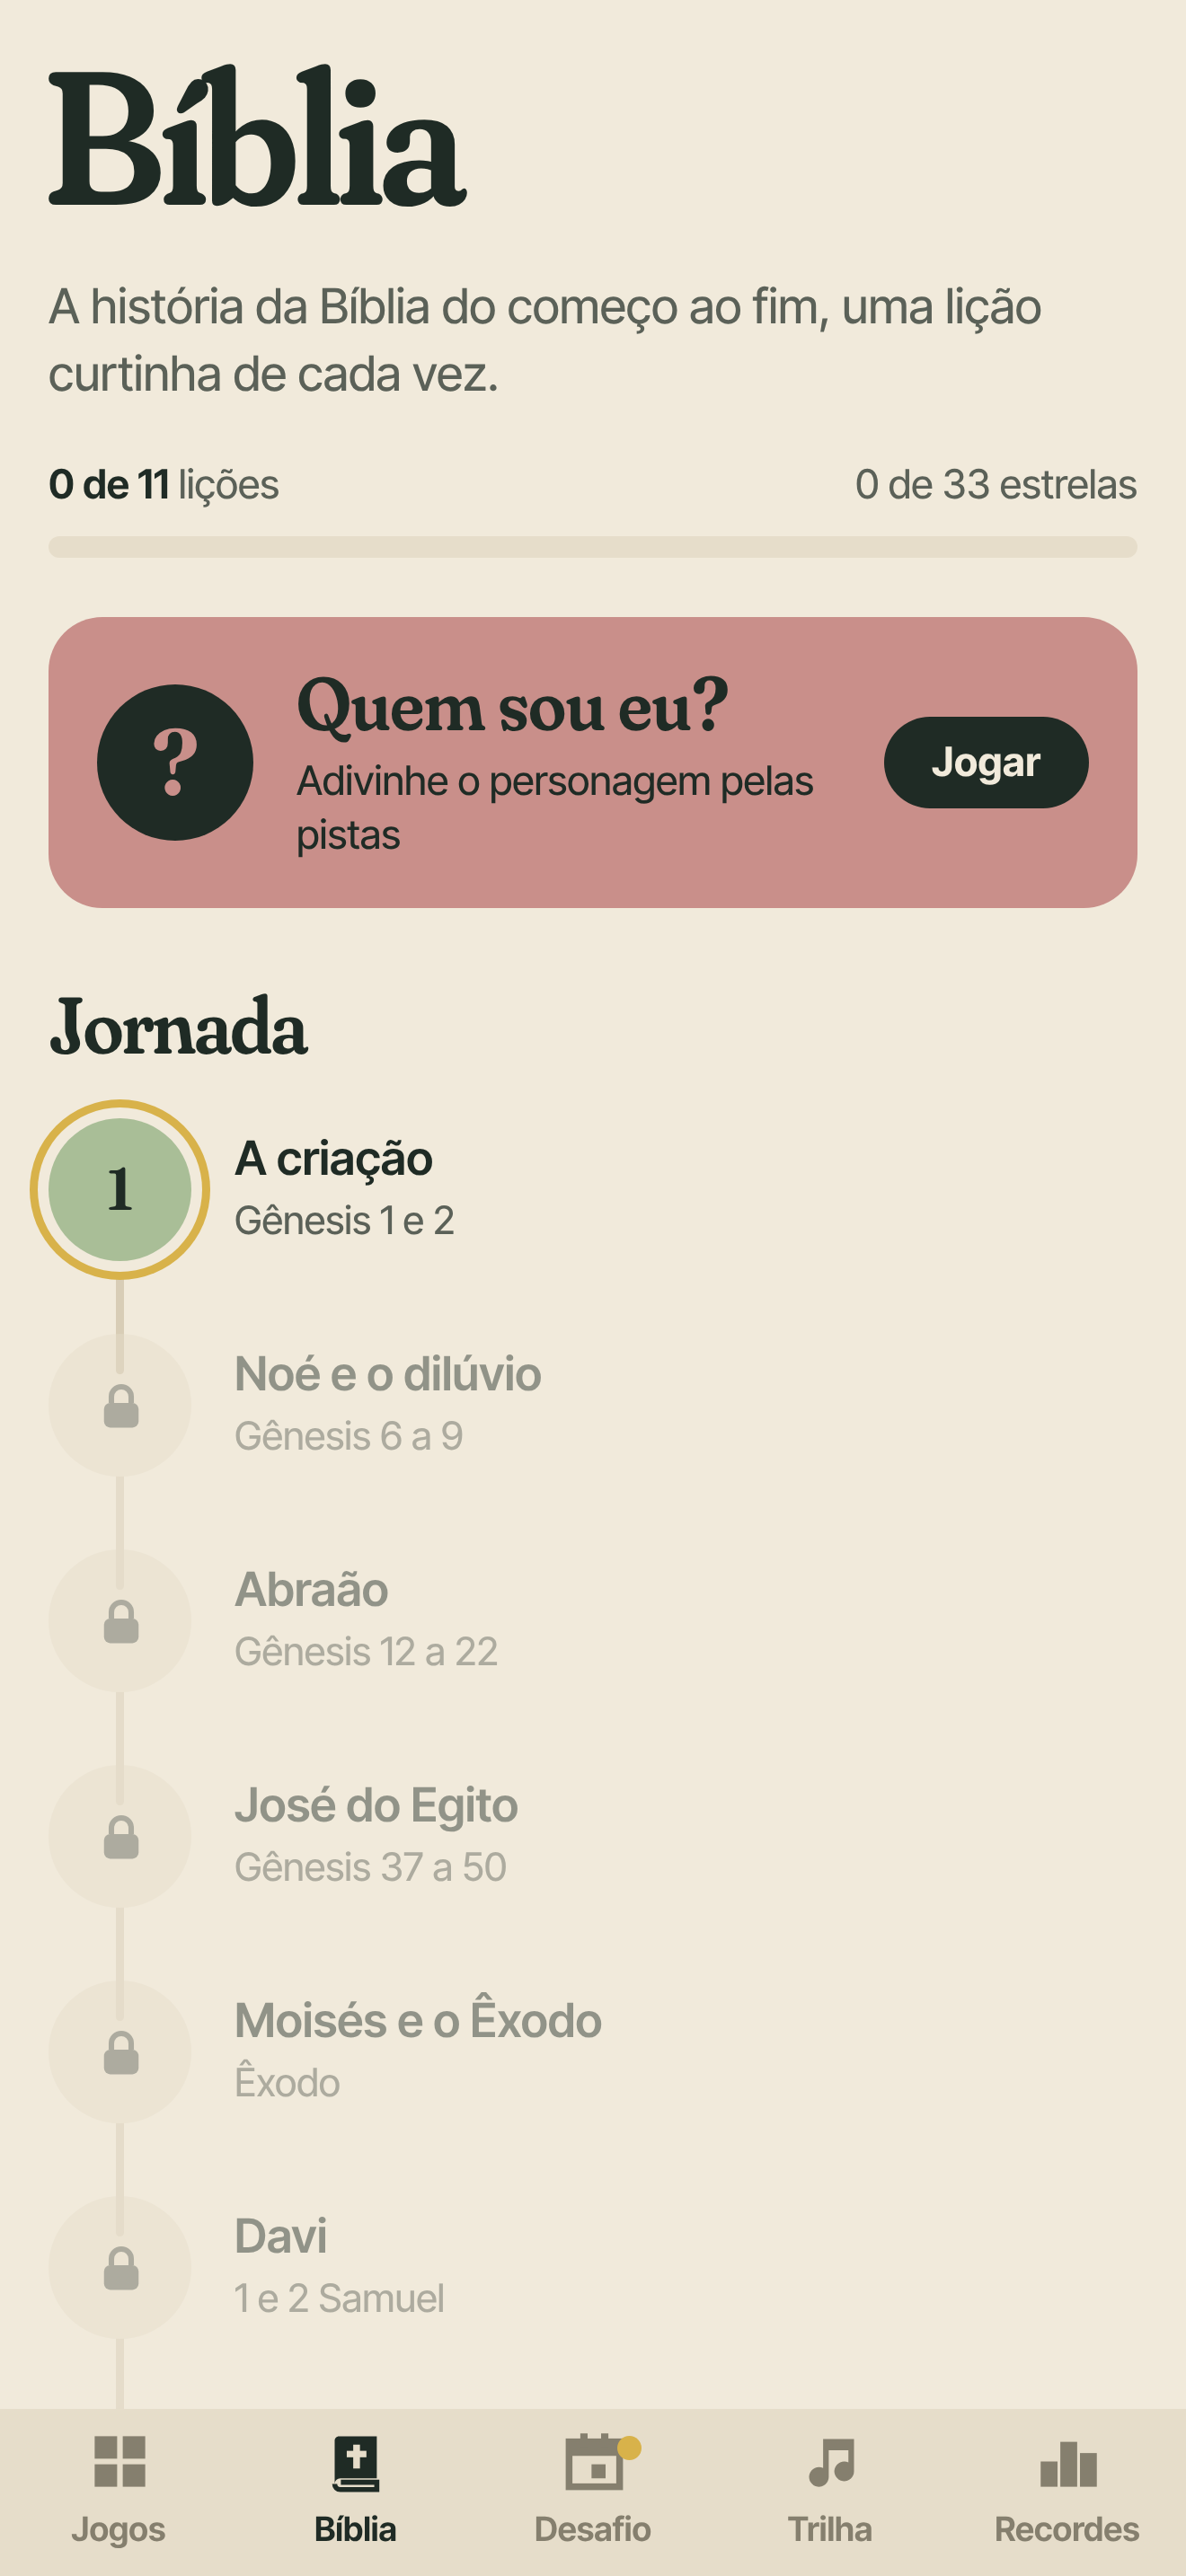 Bíblia
A história da Bíblia do começo ao fim, uma lição
curtinha de cada vez.
0 de 11 lições
0 de 33 estrelas
?
Quem sou eu?
Adivinhe o personagem pelas
pistas
Jogar
Jornada
1
A criação
Gênesis 1 e 2
Noé e o dilúvio
Gênesis 6 a 9
Abraão
Gênesis 12 a 22
José do Egito
Gênesis 37 a 50
Moisés e o Êxodo
Êxodo
Davi
1 e 2 Samuel
Jogos
Bíblia
Desafio
Trilha
Recordes